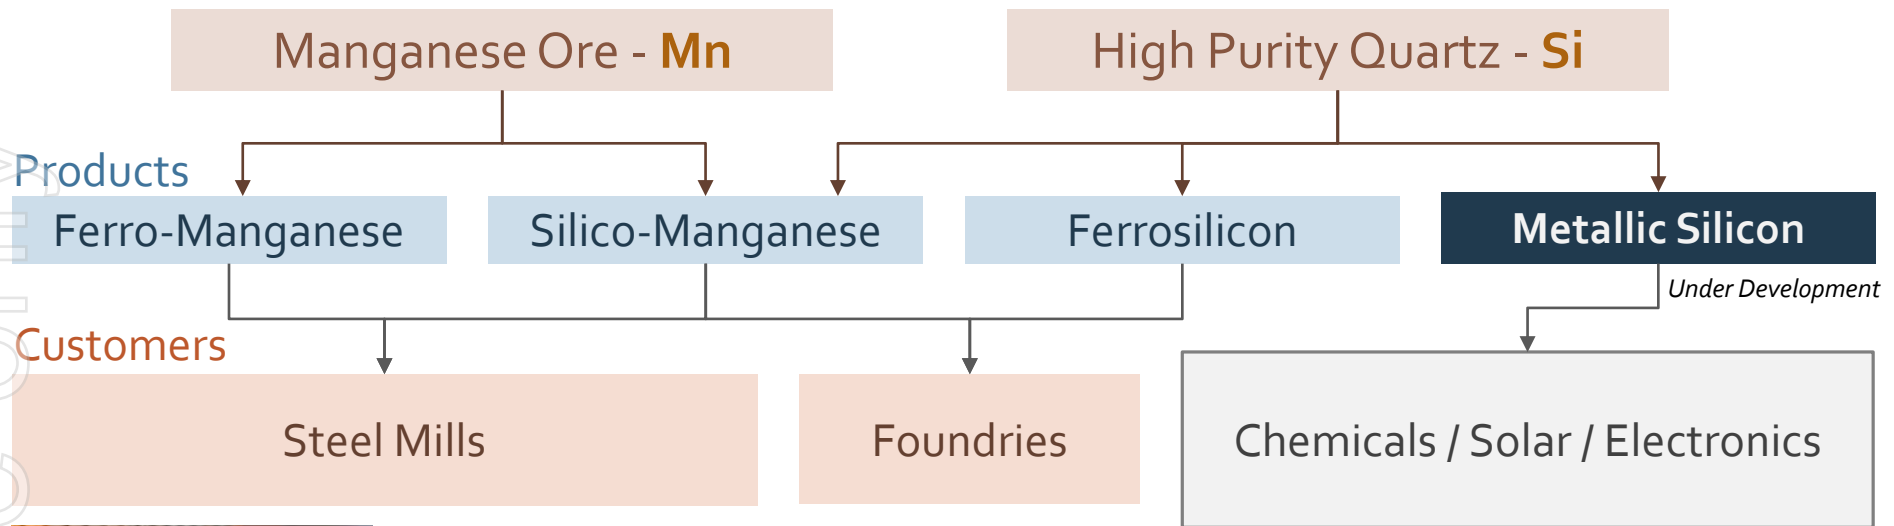 Manganese Ore - Mn
High Purity Quartz - Si
Products
Ferro-Manganese
Silico-Manganese
Ferrosilicon
Metallic Silicon
Under Development
Customers
Steel Mills
Foundries
Chemicals / Solar / Electronics